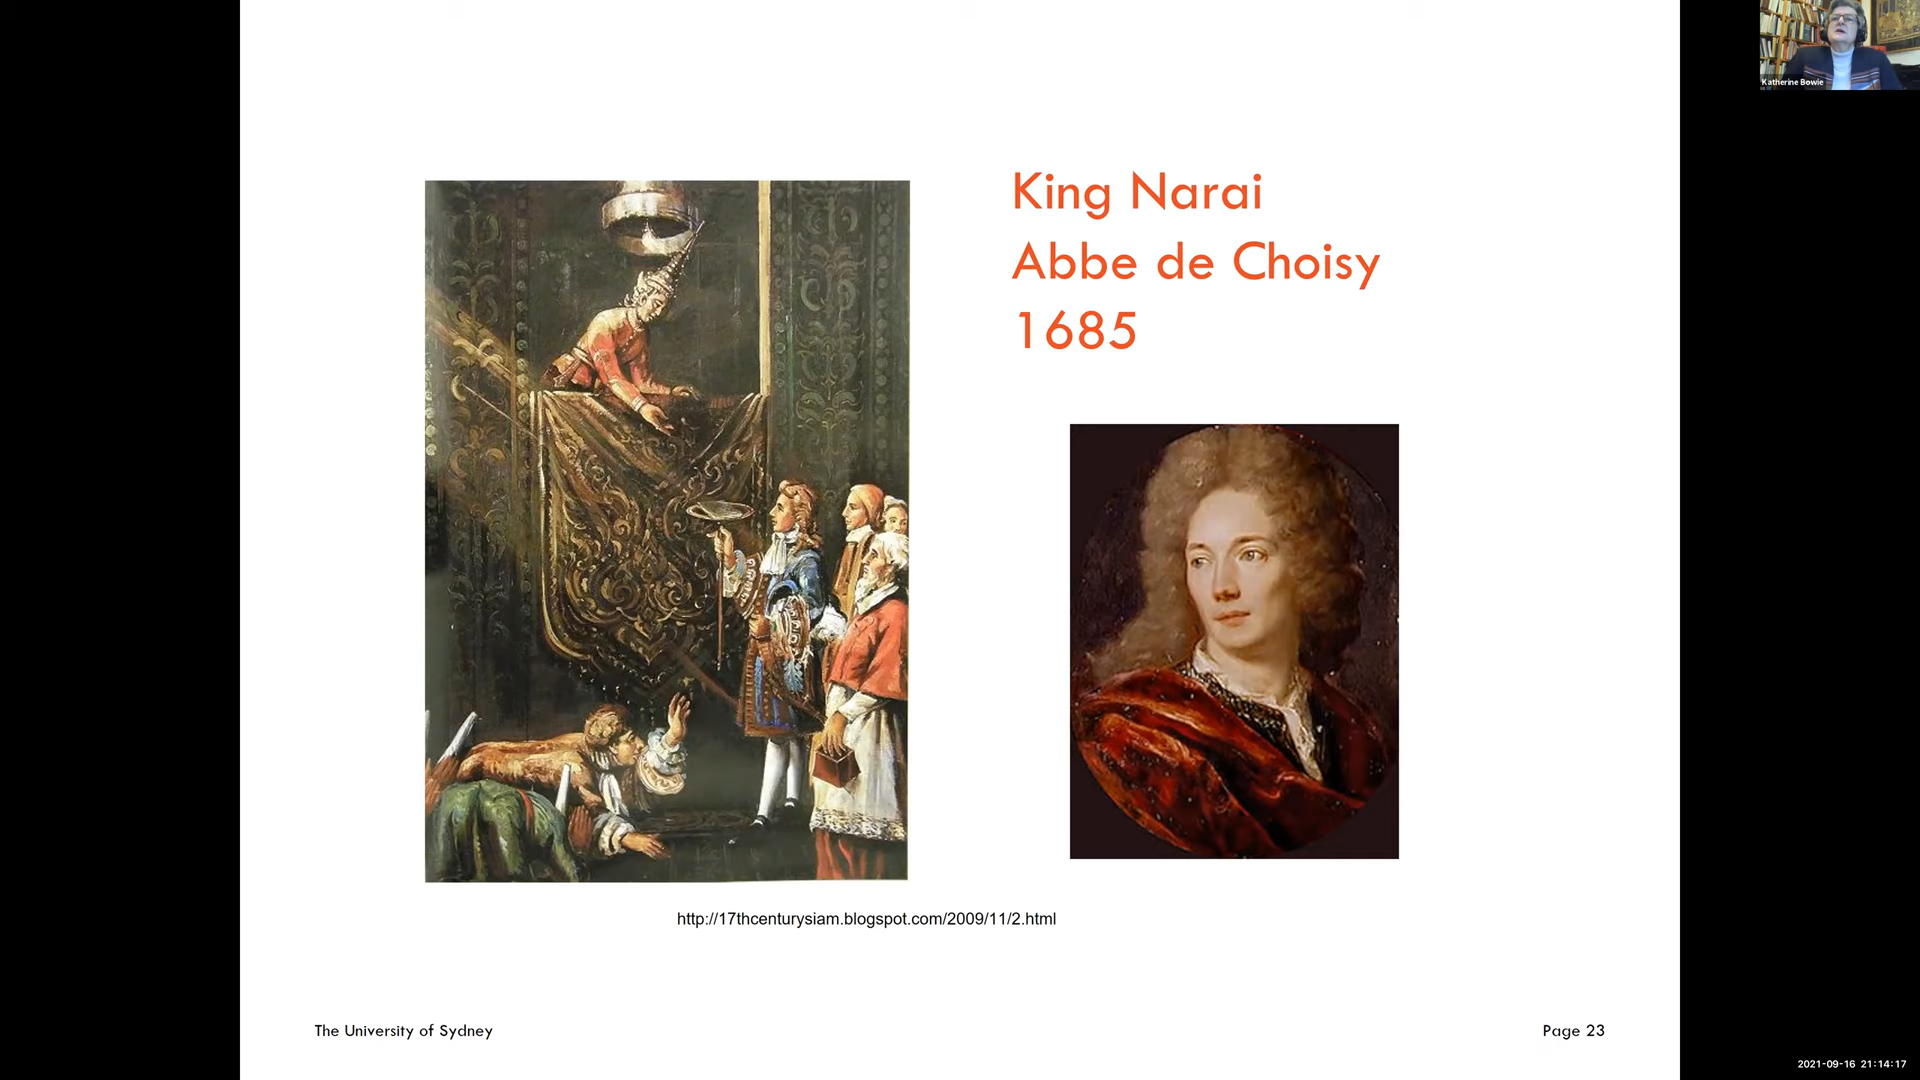 Katherine Bowie
King Narai
Abbe de Choisy
1685
http://17thcenturysiam.blogspot.com/2009/11/2.html
The University of Sydney
Page 23
2021-09-16 21:14:17